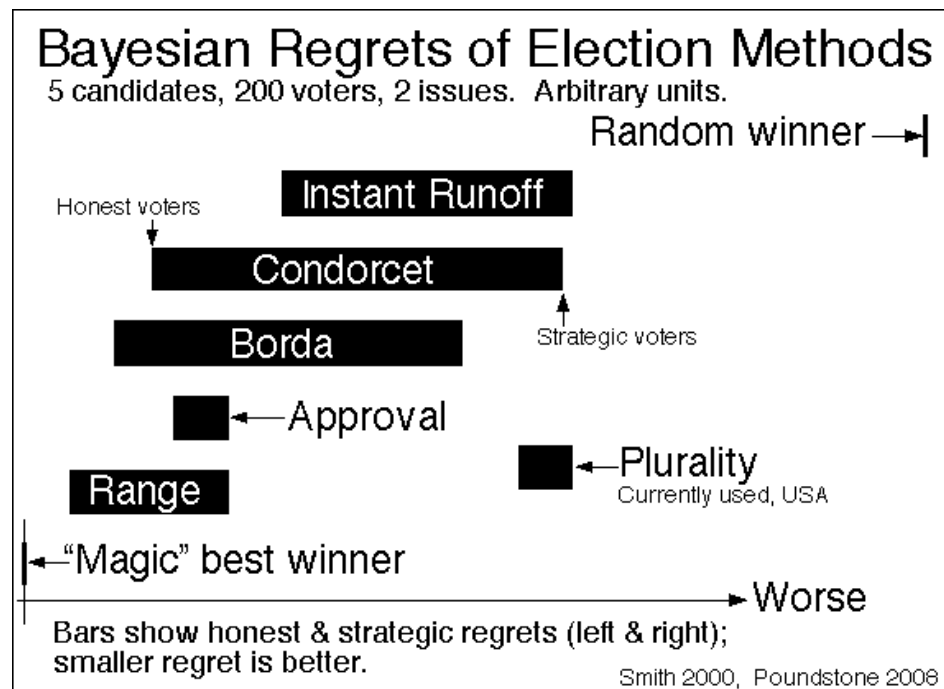 Bayesian Regrets of Election Methods
5 candidates, 200 voters, 2 issues.  Arbitrary units.
Random winner
Instant Runoff
Honest voters
Condorcet
Strategic voters
Borda
Approval
Plurality
Currently used, USA
Range
“Magic” best winner
Worse
Bars show honest & strategic regrets (left & right);
smaller regret is better.
Smith 2000,  Poundstone 2008